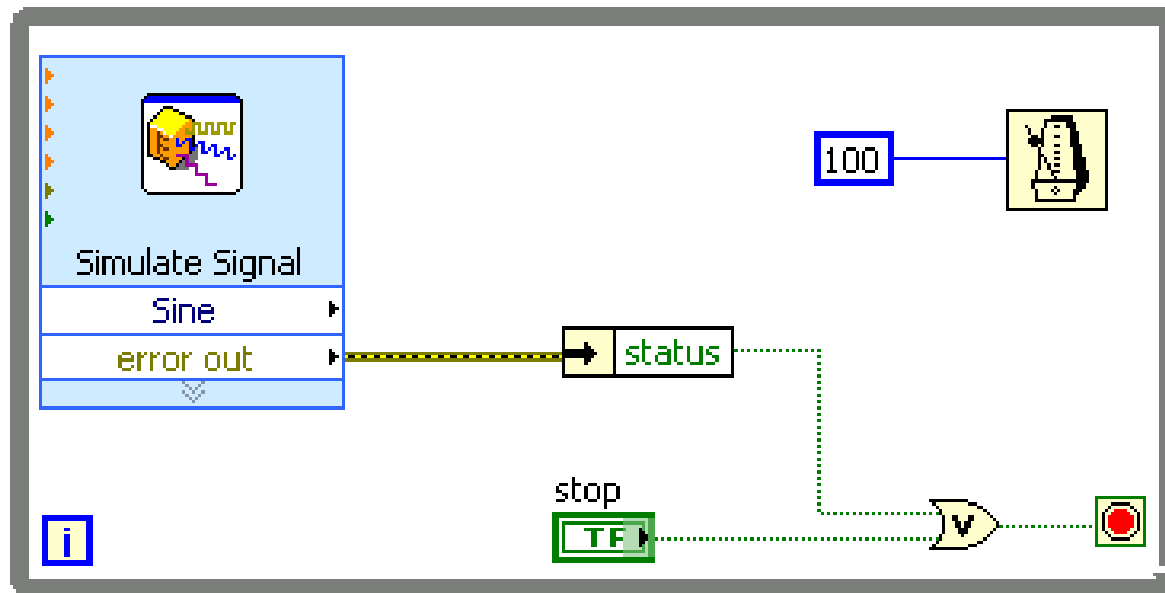 100
Simulate Signal
Sine
error out
status
stop
TF
V
i